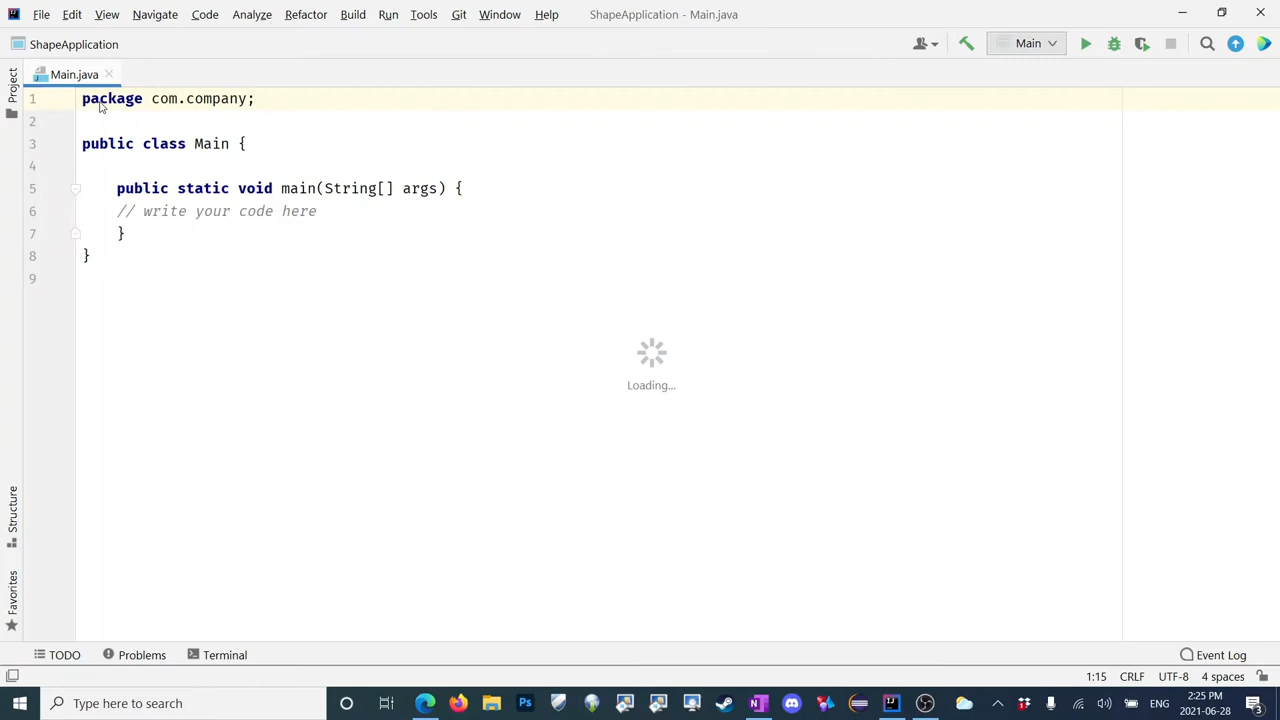 File Edit View Navigate Code Analyze Refactor Build Run Tools Git Window Help ShapeApplication - Main.java
ShapeApplication Main
Project
Main.java
1 package com.company;
2
3 public class Main {
4
5 public static void main(String[] args) {
6 // write your code here
7 }
8 }
9
Loading...
Structure
Favorites
TODO Problems Terminal Event Log
1:15 CRLF UTF-8 4 spaces
Type here to search
Ps
ENG
2:25 PM
2021-06-28
3